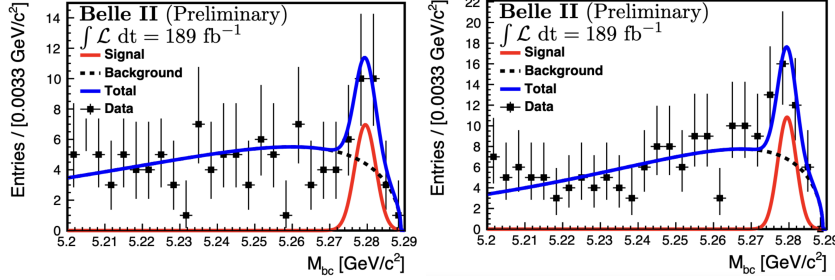 Belle II (Preliminary)
∫ℒ dt = 189 fb⁻¹
Signal
Background
Total
Data
Entries / [0.0033 GeV/c²]
14
12
10
8
6
4
2
0
5.2 5.21 5.22 5.23 5.24 5.25 5.26 5.27 5.28 5.29
M_bc [GeV/c²]
Belle II (Preliminary)
∫ℒ dt = 189 fb⁻¹
Signal
Background
Total
Data
Entries / [0.0033 GeV/c²]
22
20
18
16
14
12
10
8
6
4
2
0
5.2 5.21 5.22 5.23 5.24 5.25 5.26 5.27 5.28 5.29
M_bc [GeV/c²]